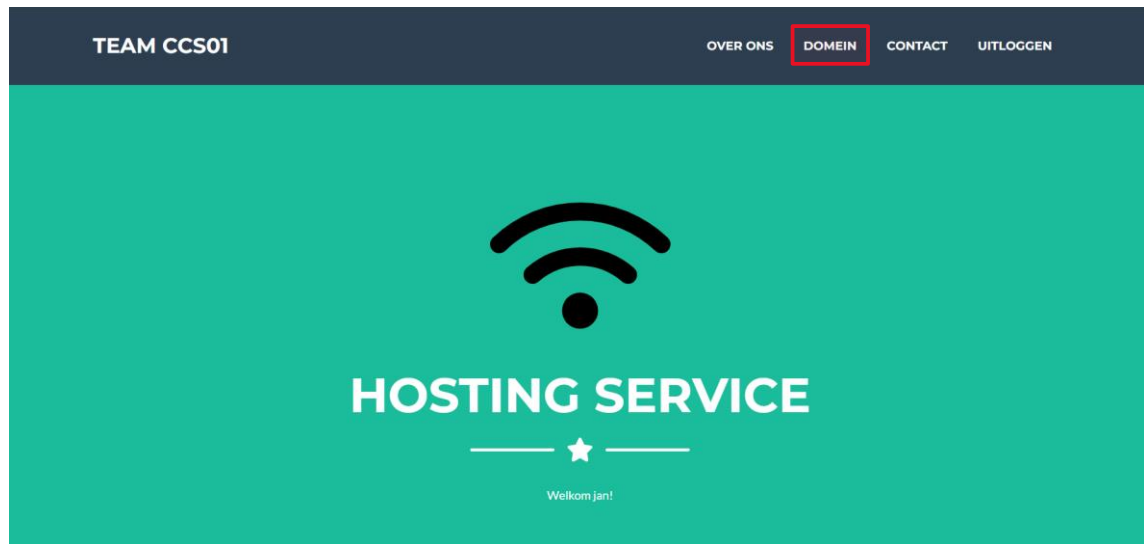 TEAM CCS01
OVER ONS DOMEIN CONTACT UITLOGGEN
HOSTING SERVICE
Welkom jan!